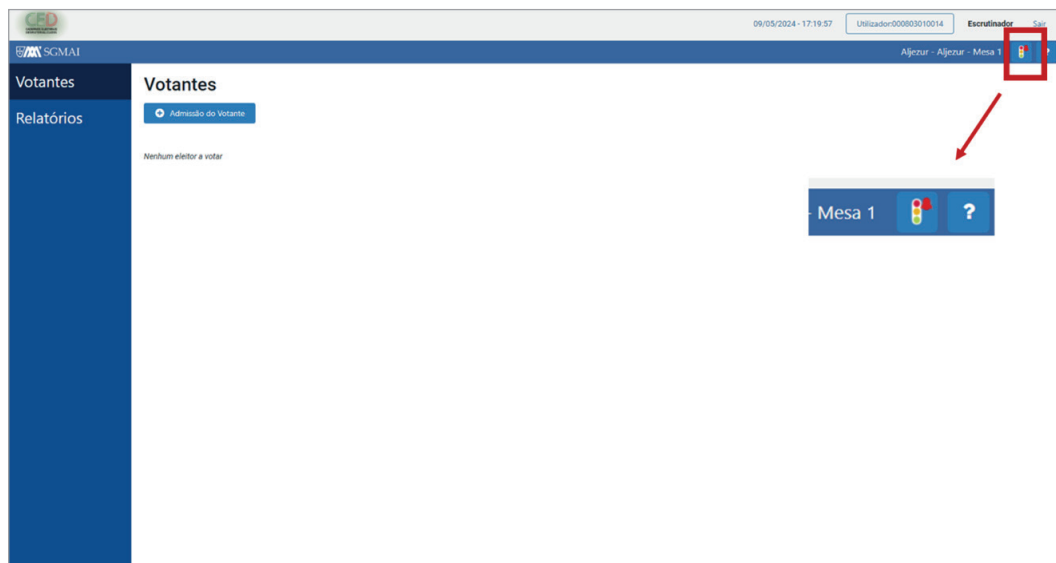 CED
09/05/2024 - 17:19:57 Utilizador:000803010014 Escrutinador Sair
SGMAI Aljezur - Aljezur - Mesa 1
Votantes
Relatórios
Votantes
Admissão do Votante
Nenhum eleitor a votar
- Mesa 1 ?